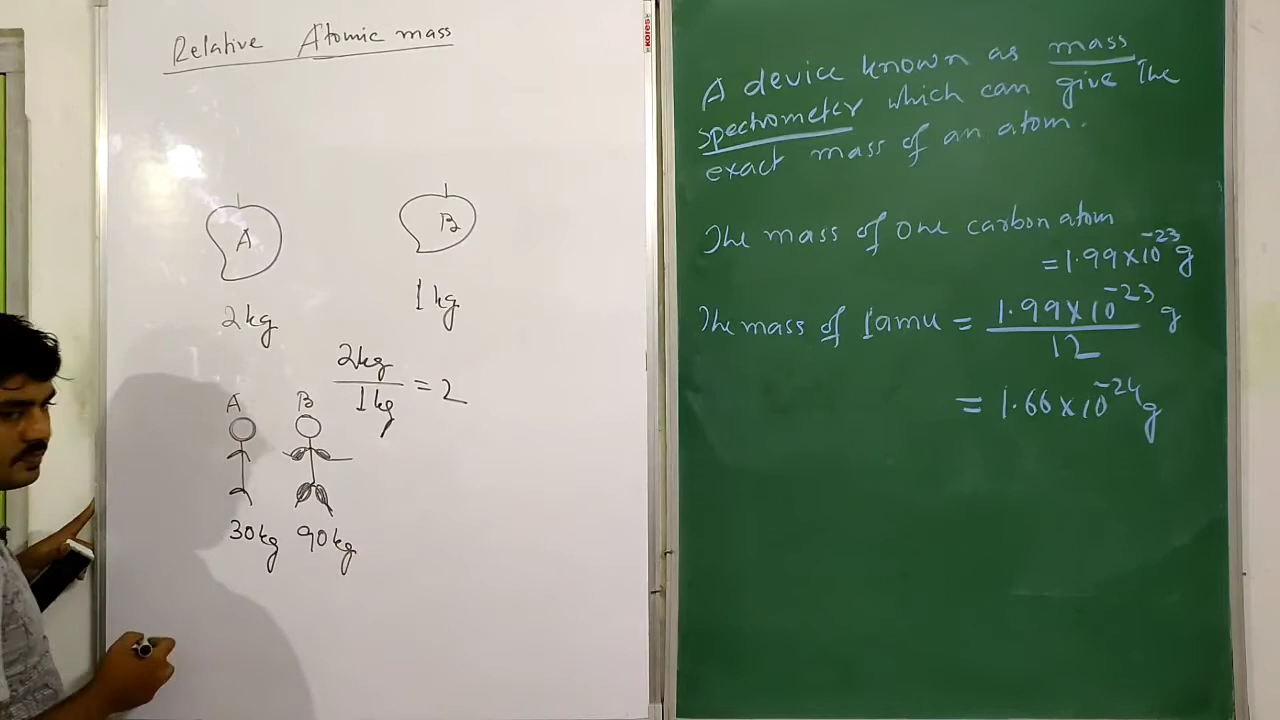 Relative Atomic mass
kores
A
B
2kg
1kg
2kg
1kg
= 2
A B
30kg 90kg
A device known as mass
spectrometer which can give the
exact mass of an atom.
The mass of one carbon atom
= 1.99×10⁻²³ g
The mass of 1amu = 1.99×10⁻²³ g
12
= 1.66×10⁻²⁴ g